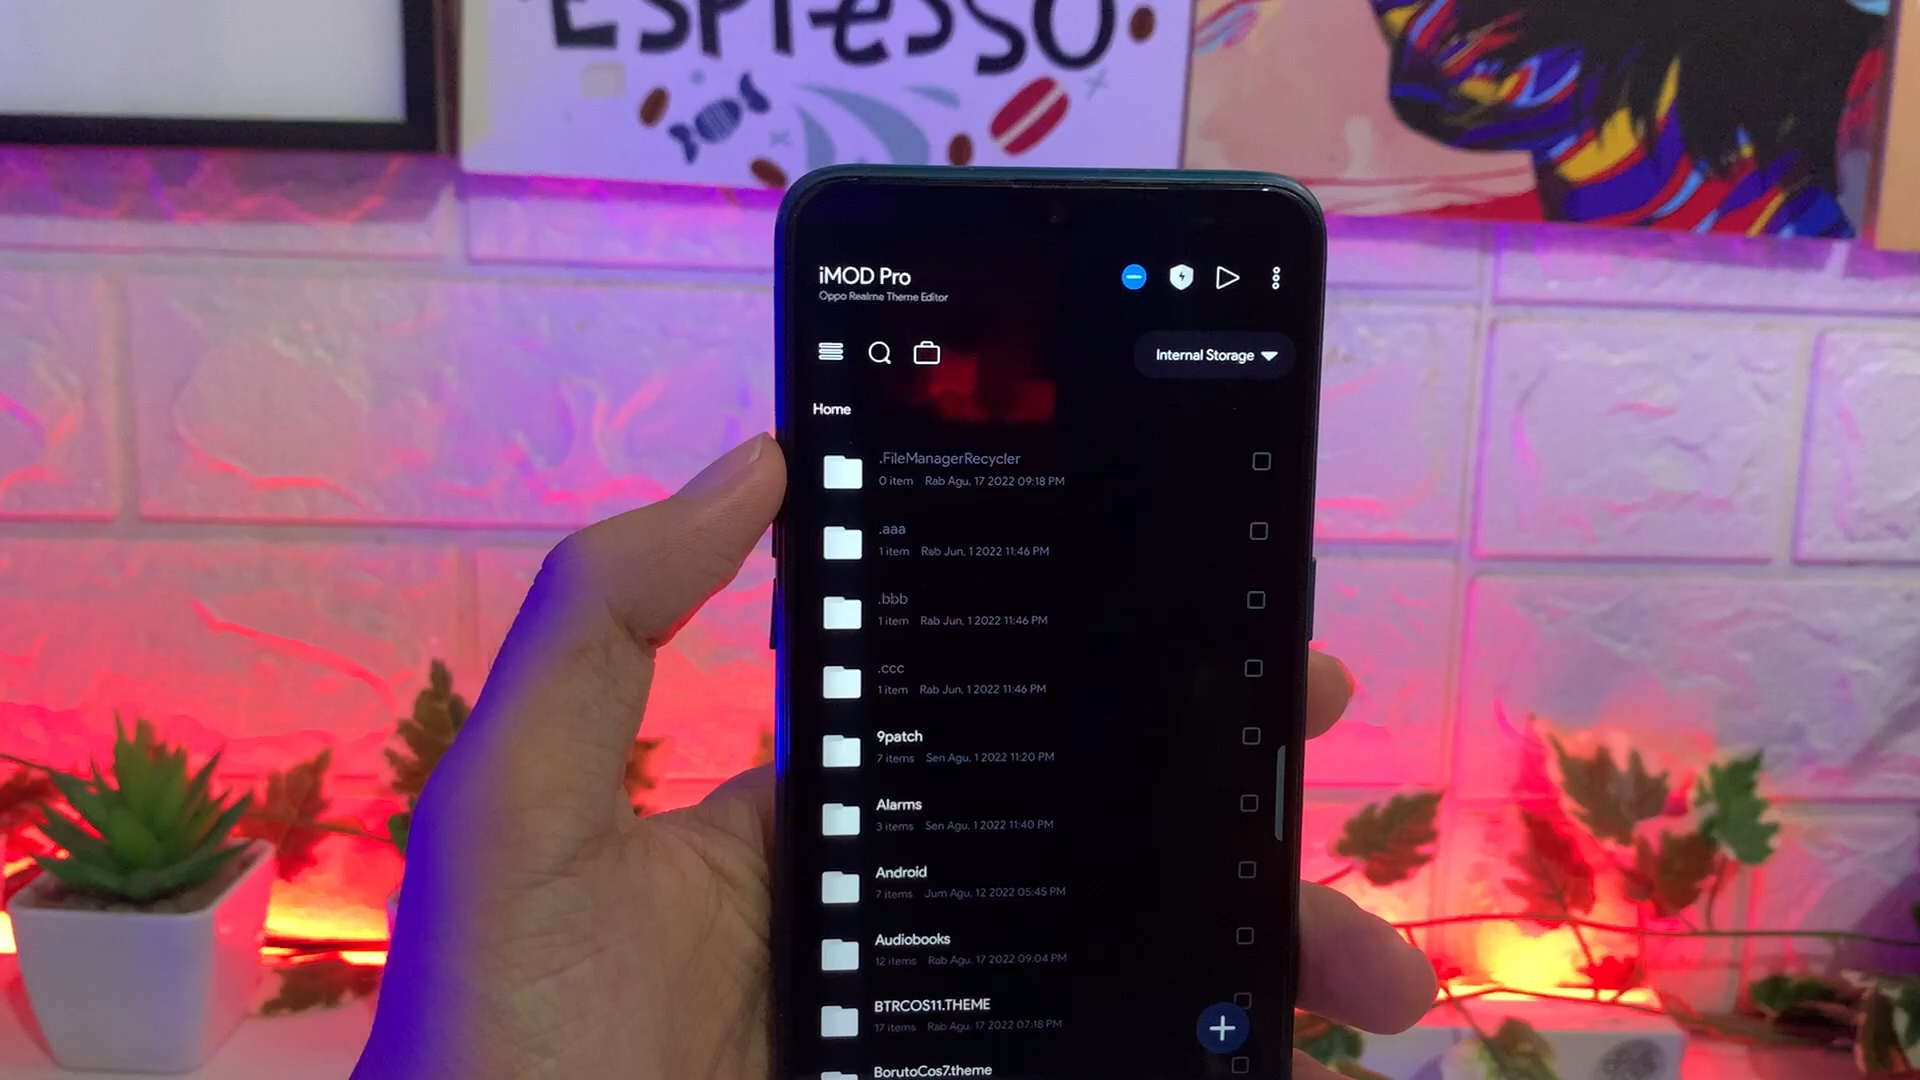 ESPRESSO
iMOD Pro
Oppo Realme Theme Editor
Internal Storage
Home
.FileManagerRecycler
0 item Rab Agu, 17 2022 09:18 PM
.aaa
1 item Rab Jun, 1 2022 11:46 PM
.bbb
1 item Rab Jun, 1 2022 11:46 PM
.ccc
1 item Rab Jun, 1 2022 11:46 PM
9patch
7 items Sen Agu, 1 2022 11:20 PM
Alarms
3 items Sen Agu, 1 2022 11:40 PM
Android
7 items Jum Agu, 12 2022 05:45 PM
Audiobooks
12 items Rab Agu, 17 2022 09:04 PM
BTRCOS11.THEME
17 items Rab Agu, 17 2022 07:18 PM
BorutoCos7.theme